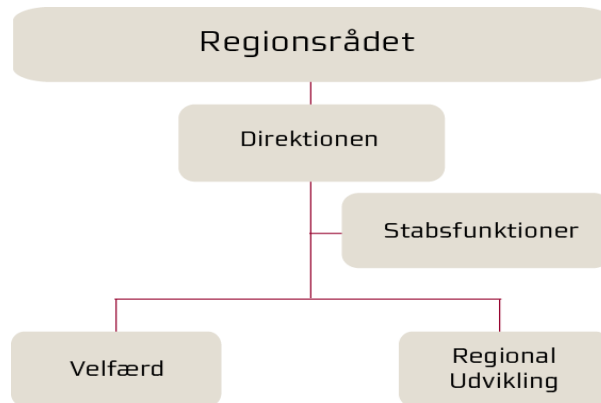 Regionsrådet
Direktionen
Stabsfunktioner
Velfærd
Regional
Udvikling